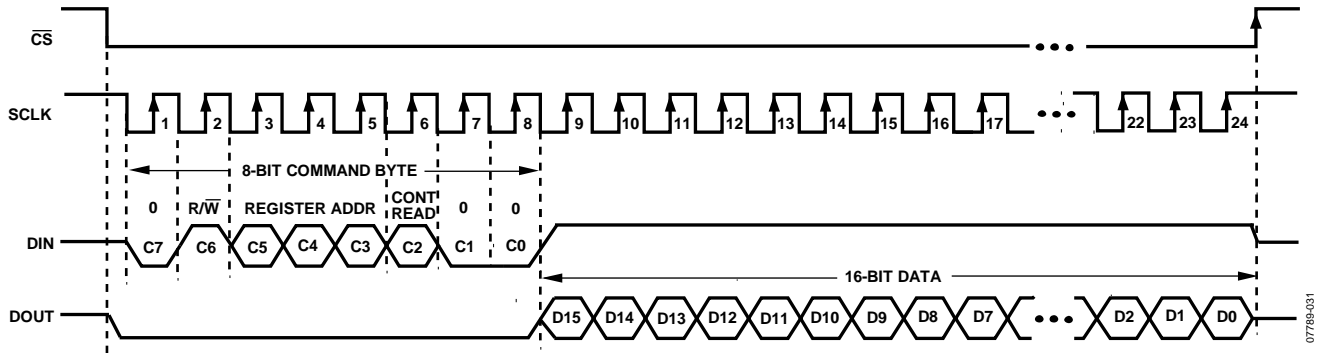 CS
SCLK
1 2 3 4 5 6 7 8 9 10 11 12 13 14 15 16 17 22 23 24
8-BIT COMMAND BYTE
0 R/W REGISTER ADDR CONT READ 0 0
DIN
C7 C6 C5 C4 C3 C2 C1 C0
16-BIT DATA
DOUT
D15 D14 D13 D12 D11 D10 D9 D8 D7 D2 D1 D0
07789-031